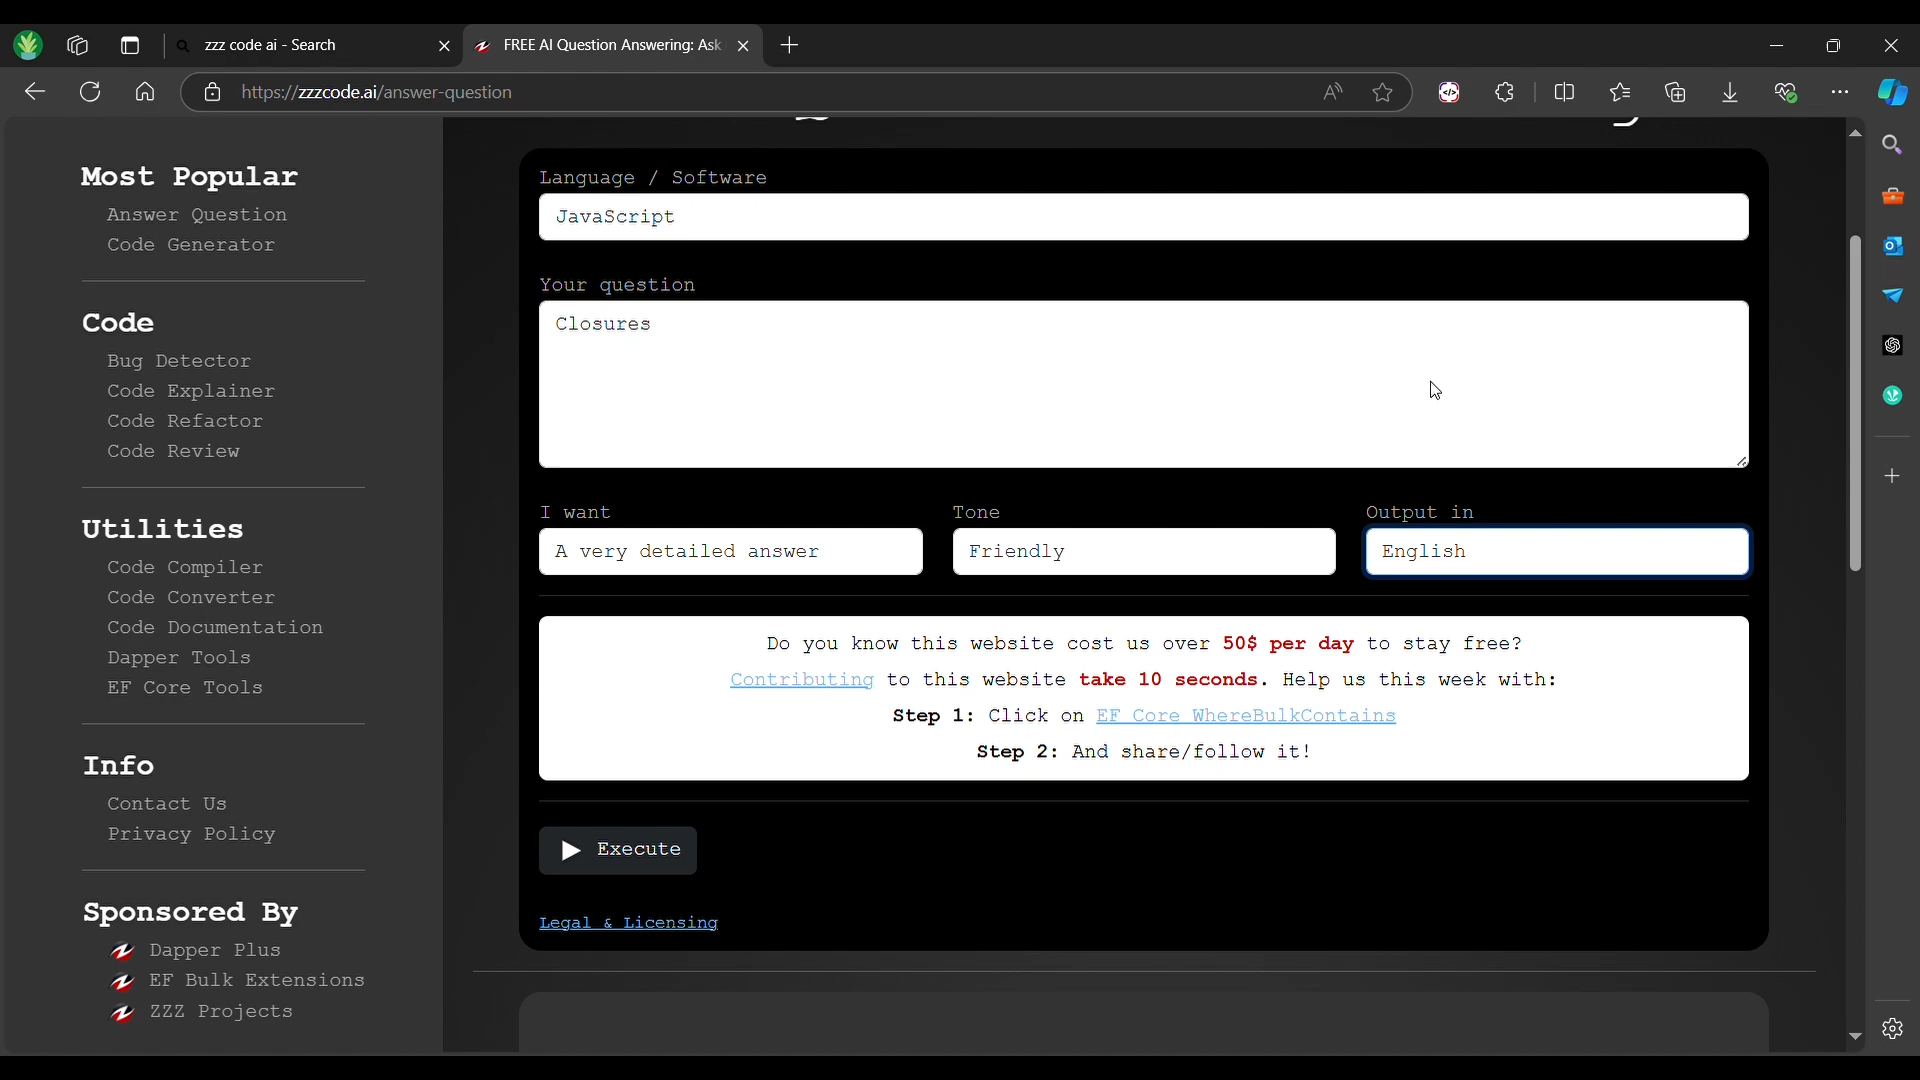 zzz code ai - Search
FREE AI Question Answering: Ask
https://zzzcode.ai/answer-question
Most Popular
Answer Question
Code Generator
Code
Bug Detector
Code Explainer
Code Refactor
Code Review
Utilities
Code Compiler
Code Converter
Code Documentation
Dapper Tools
EF Core Tools
Info
Contact Us
Privacy Policy
Sponsored By
Dapper Plus
EF Bulk Extensions
ZZZ Projects
Language / Software
JavaScript
Your question
Closures
I want
A very detailed answer
Tone
Friendly
Output in
English
Do you know this website cost us over 50$ per day to stay free?
Contributing to this website take 10 seconds. Help us this week with:
Step 1: Click on EF Core WhereBulkContains
Step 2: And share/follow it!
Execute
Legal & Licensing